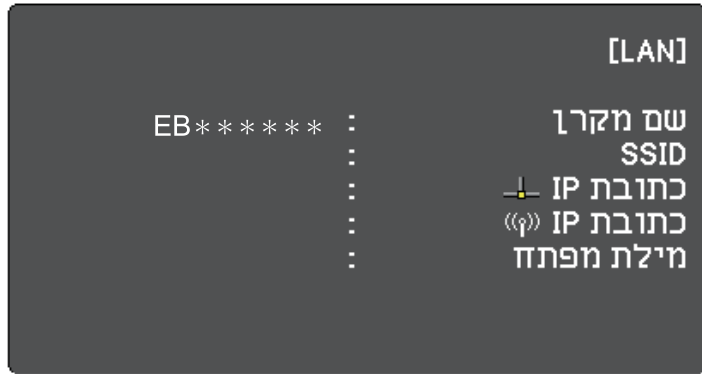 [LAN]
שם מקרן : EB＊＊＊＊＊＊
SSID :
כתובת IP :
כתובת IP :
מילת מפתח :